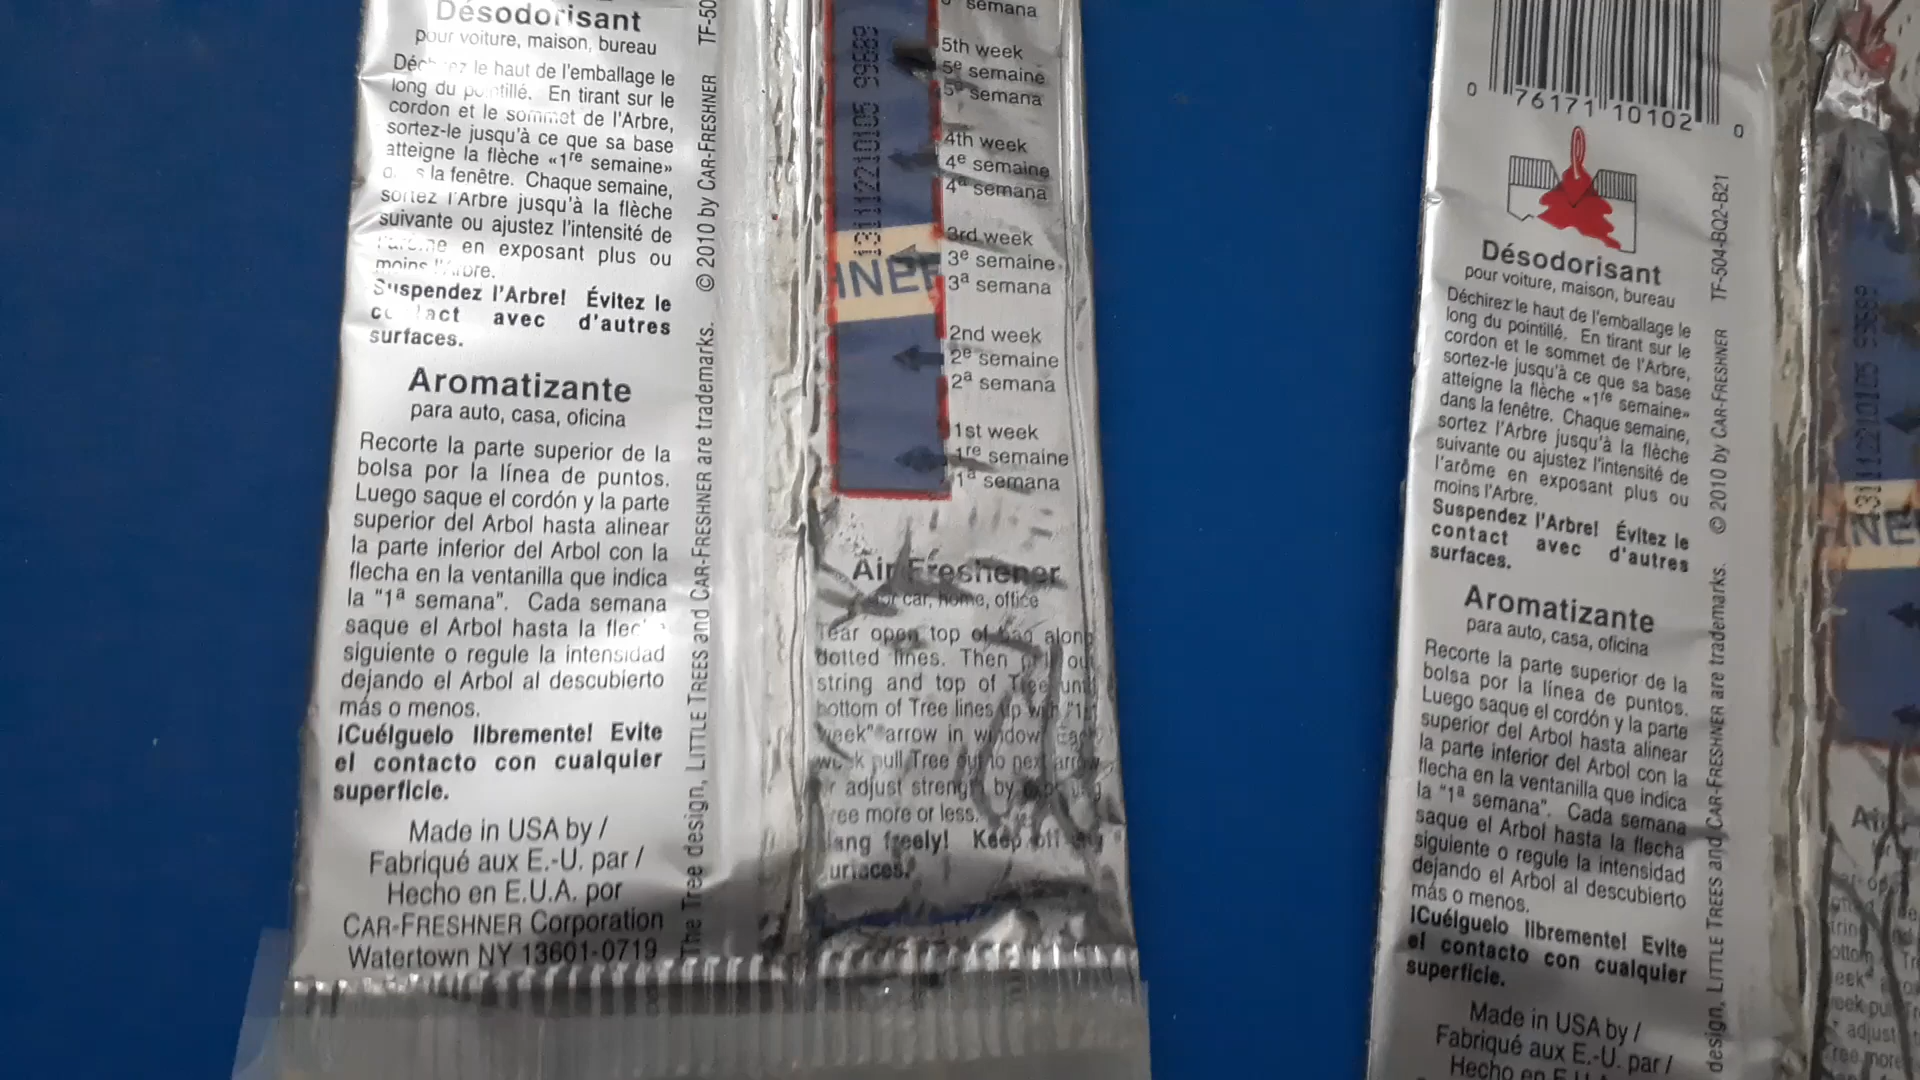 Désodorisant
pour voiture, maison, bureau
le haut de l'emballage le
long du En tirant sur le
cordon et le sommet de l'Arbre,
sortez-le jusqu'à ce que sa base
atteigne la flèche «1re semaine»
la fenêtre. Chaque semaine,
sortez l'Arbre jusqu'à la flèche
suivante ou ajustez l'intensité de
en exposant plus ou
moins
Suspendez l'Arbre! Évitez le
avec d'autres
surfaces.
Aromatizante
para auto, casa, oficina
Recorte la parte superior de la
bolsa por la línea de puntos.
Luego saque el cordón y la parte
superior del Arbol hasta alinear
la parte inferior del Arbol con la
flecha en la ventanilla que indica
la "1ª semana". Cada semana
saque el Arbol hasta la
siguiente o regule la intensidad
dejando el Arbol al descubierto
más o menos.
¡Cuélguelo libremente! Evite
el contacto con cualquier
superficie.
Made in USA by /
Fabriqué aux E.-U. par /
Hecho en E.U.A. por
CAR-FRESHNER Corporation
Watertown NY 13601-0719
The Tree design, LITTLE TREES and CAR-FRESHNER are trademarks. © 2010 by CAR-FRESHNER TF-50
semana
5th week
5e semaine
5ª semana
4th week
4e semaine
4ª semana
3rd week
3e semaine
3ª semana
2nd week
2e semaine
2ª semana
1st week
1re semaine
1ª semana
Air Freshener
car, home, office
Tear open top of bag along
dotted lines. Then
string and top of Tree
bottom of Tree lines up with
arrow in window
pull Tree out to next
adjust strength by
more or less.
freely! Keep off
0 76171 10102 0
Désodorisant
pour voiture, maison, bureau
Déchirez le haut de l'emballage le
long du pointillé. En tirant sur le
cordon et le sommet de l'Arbre,
sortez-le jusqu'à ce que sa base
atteigne la flèche «1re semaine»
dans la fenêtre. Chaque semaine,
sortez l'Arbre jusqu'à la flèche
suivante ou ajustez l'intensité de
l'arôme en exposant plus ou
moins l'Arbre.
Suspendez l'Arbre! Évitez le
contact avec d'autres
surfaces.
Aromatizante
para auto, casa, oficina
Recorte la parte superior de la
bolsa por la línea de puntos.
Luego saque el cordón y la parte
superior del Arbol hasta alinear
la parte inferior del Arbol con la
flecha en la ventanilla que indica
la "1ª semana". Cada semana
saque el Arbol hasta la flecha
siguiente o regule la intensidad
dejando el Arbol al descubierto
más o menos.
¡Cuélguelo libremente! Evite
el contacto con cualquier
superficie.
Made in USA by /
Fabriqué aux E.-U. par /
Hecho en
design, LITTLE TREES and CAR-FRESHNER are trademarks. © 2010 by CAR-FRESHNER TF-504-BQ2-B21